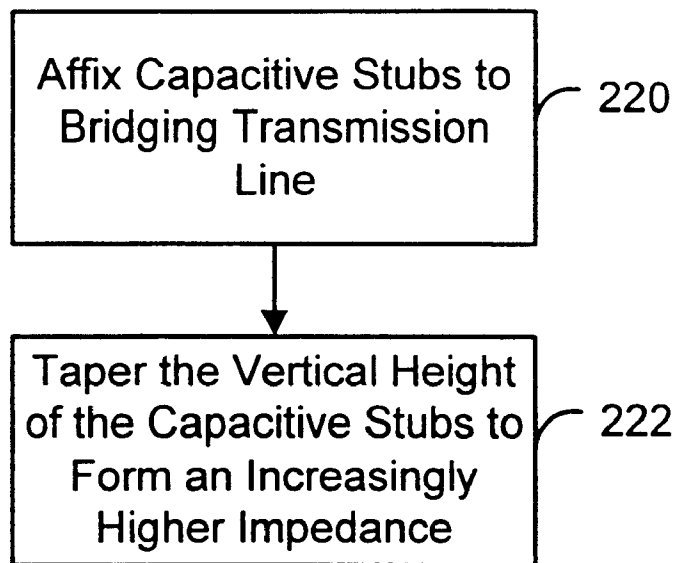 Affix Capacitive Stubs to
Bridging Transmission
Line
220
Taper the Vertical Height
of the Capacitive Stubs to
Form an Increasingly
Higher Impedance
222